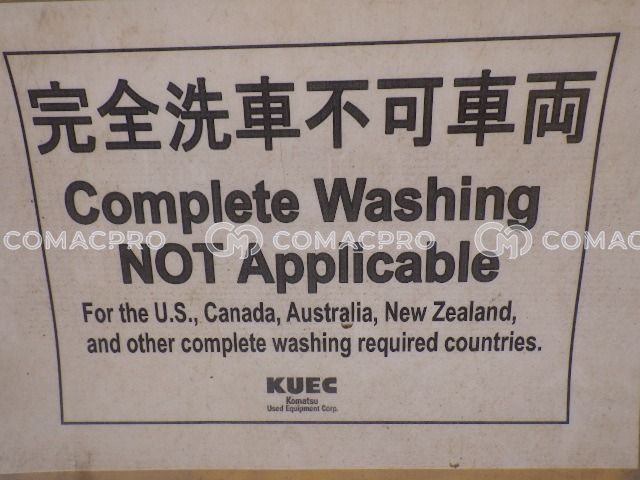 完全洗車不可車両
Complete Washing
COMACPRO COMACPRO COMACPRO
NOT Applicable
For the U.S., Canada, Australia, New Zealand,
and other complete washing required countries.
KUEC
Komatsu
Used Equipment Corp.